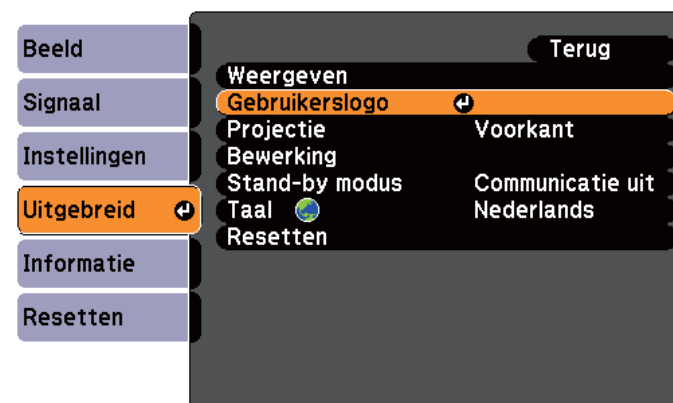 Beeld
Signaal
Instellingen
Uitgebreid
Informatie
Resetten
Terug
Weergeven
Gebruikerslogo
Projectie Voorkant
Bewerking
Stand-by modus Communicatie uit
Taal Nederlands
Resetten